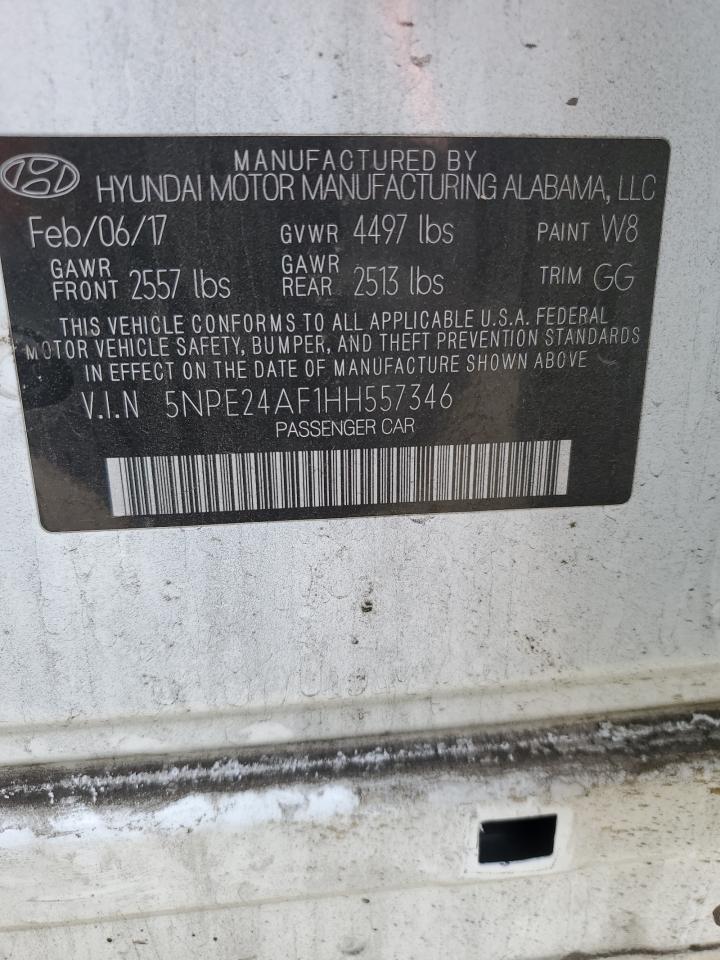 MANUFACTURED BY
HYUNDAI MOTOR MANUFACTURING ALABAMA, LLC
Feb/06/17 GVWR 4497 lbs PAINT W8
GAWR FRONT 2557 lbs GAWR REAR 2513 lbs TRIM GG
THIS VEHICLE CONFORMS TO ALL APPLICABLE U.S.A. FEDERAL
MOTOR VEHICLE SAFETY, BUMPER, AND THEFT PREVENTION STANDARDS
IN EFFECT ON THE DATE OF MANUFACTURE SHOWN ABOVE
V.I.N 5NPE24AF1HH557346
PASSENGER CAR